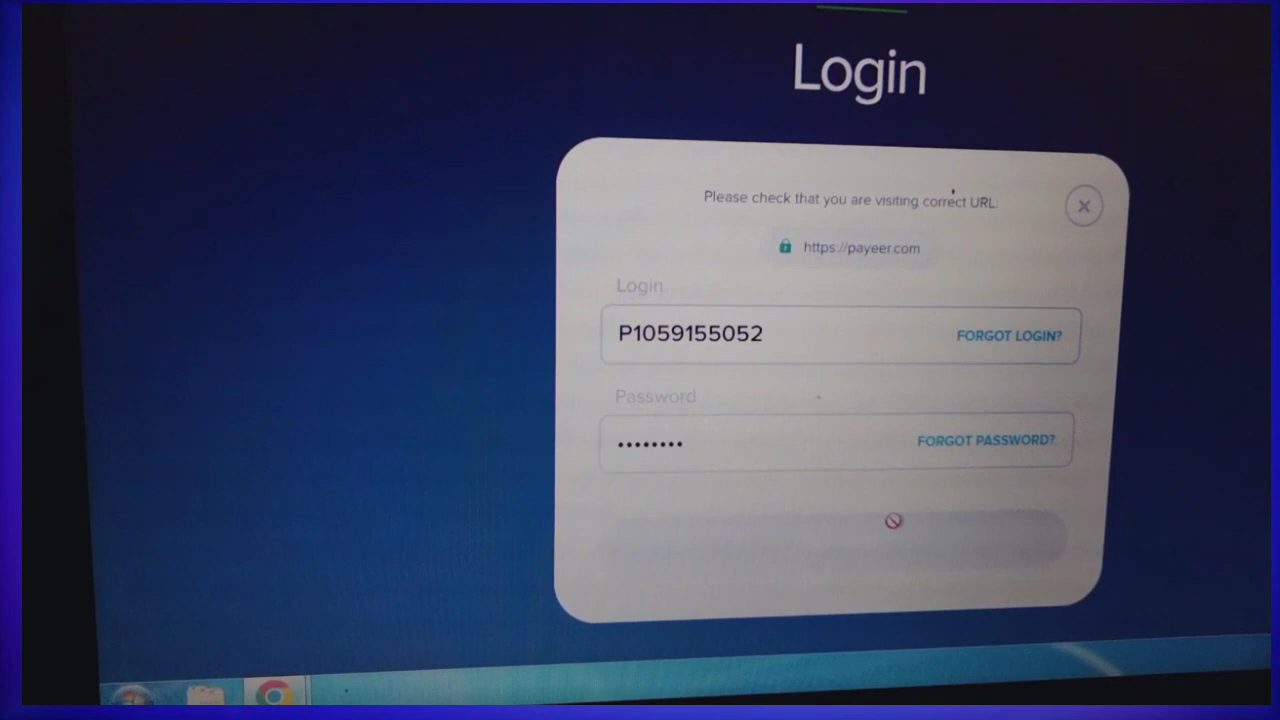 Login
Please check that you are visiting correct URL:
https://payeer.com
Login
P1059155052
FORGOT LOGIN?
Password
••••••••
FORGOT PASSWORD?